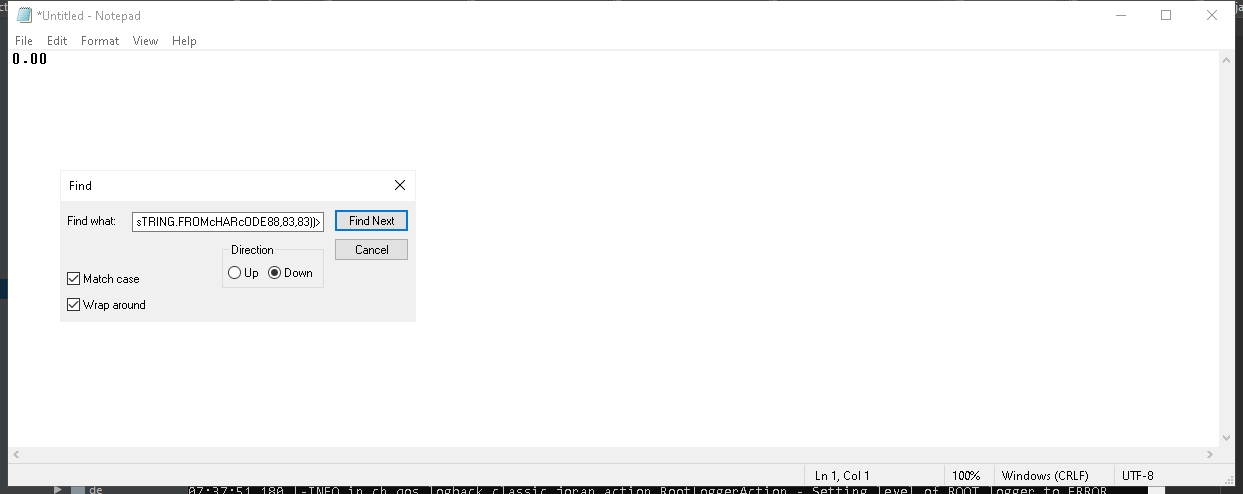 *Untitled - Notepad
File Edit Format View Help
0.00
Find
Find what: sTRING.FROMcHARcODE88,83,83))> Find Next
Direction Cancel
Up Down
Match case
Wrap around
Ln 1, Col 1 100% Windows (CRLF) UTF-8
de 07:37:51,180 |-INFO in ch.qos.logback.classic.joran.action.RootLoggerAction - Setting level of ROOT logger to ERROR